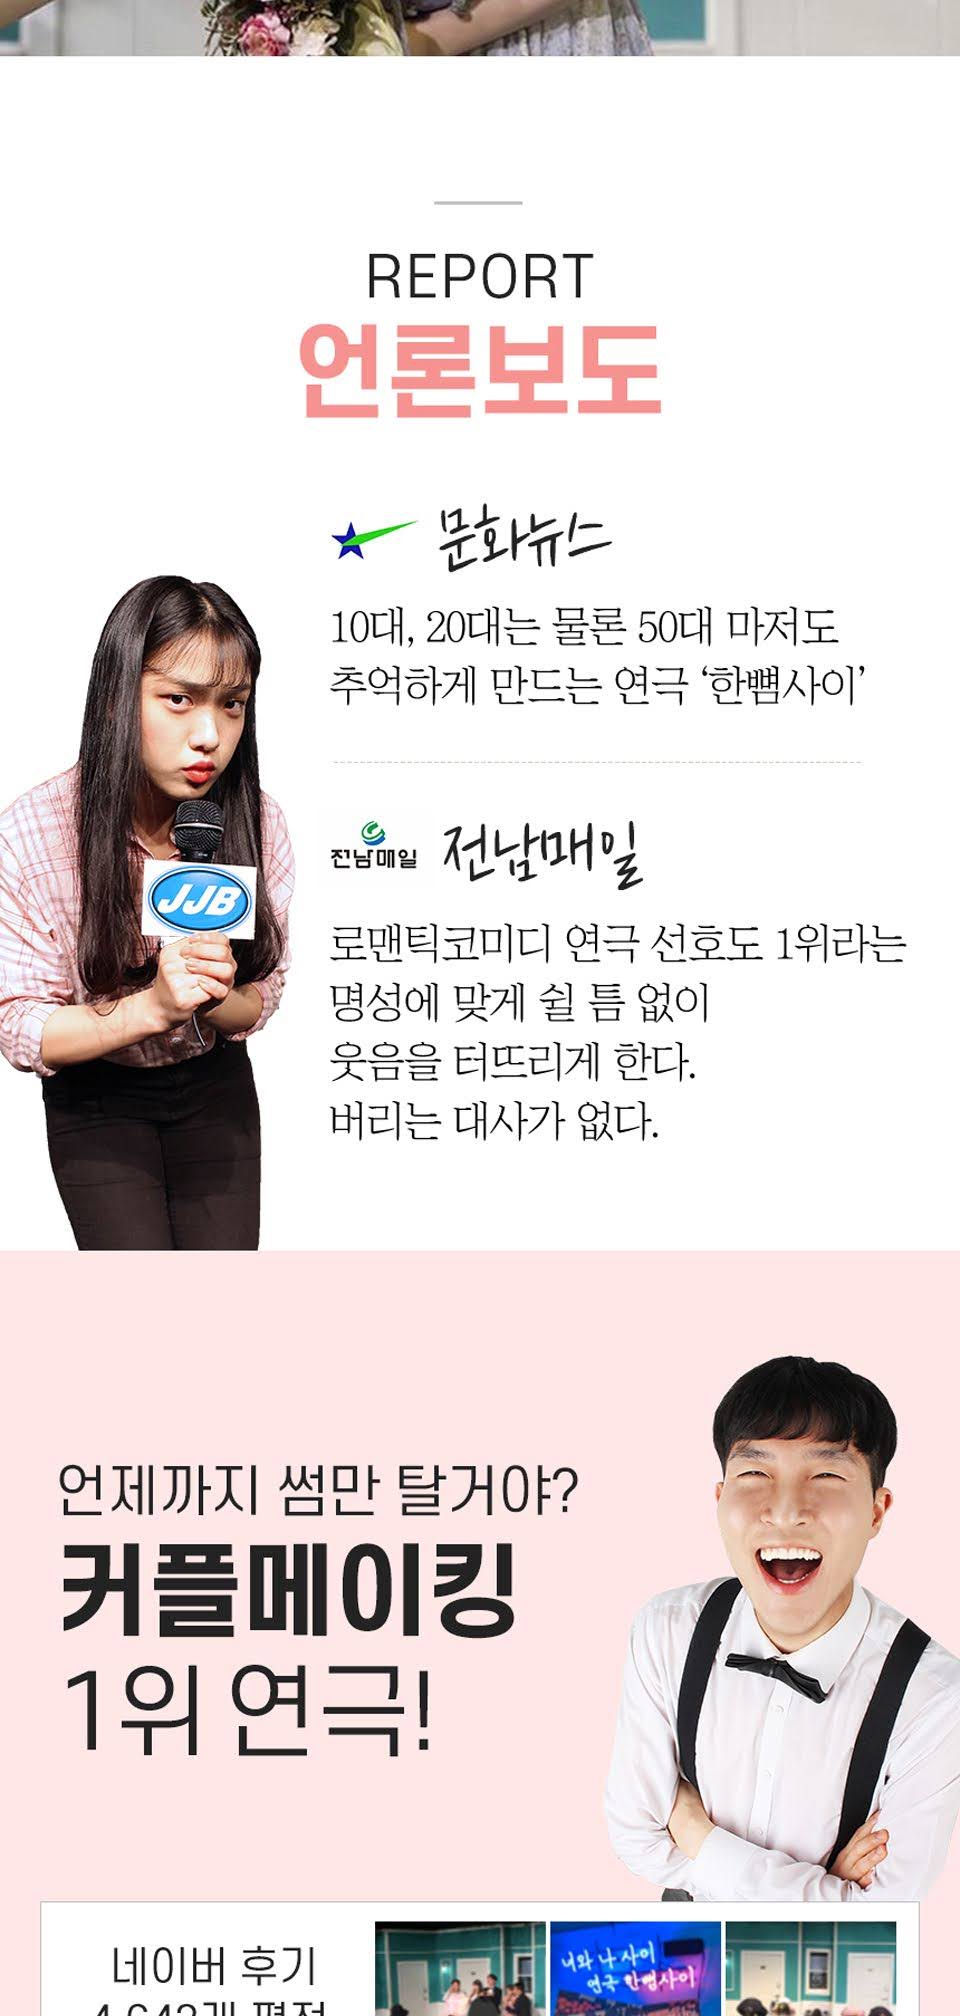 REPORT
언론보도
문화뉴스
10대, 20대는 물론 50대 마저도
추억하게 만드는 연극 ‘한뼘사이’
전남매일 전남매일
JJB
로맨틱코미디 연극 선호도 1위라는
명성에 맞게 쉴 틈 없이
웃음을 터뜨리게 한다.
버리는 대사가 없다.
언제까지 썸만 탈거야?
커플메이킹
1위 연극!
네이버 후기
너와 나 사이
연극 한뼘사이